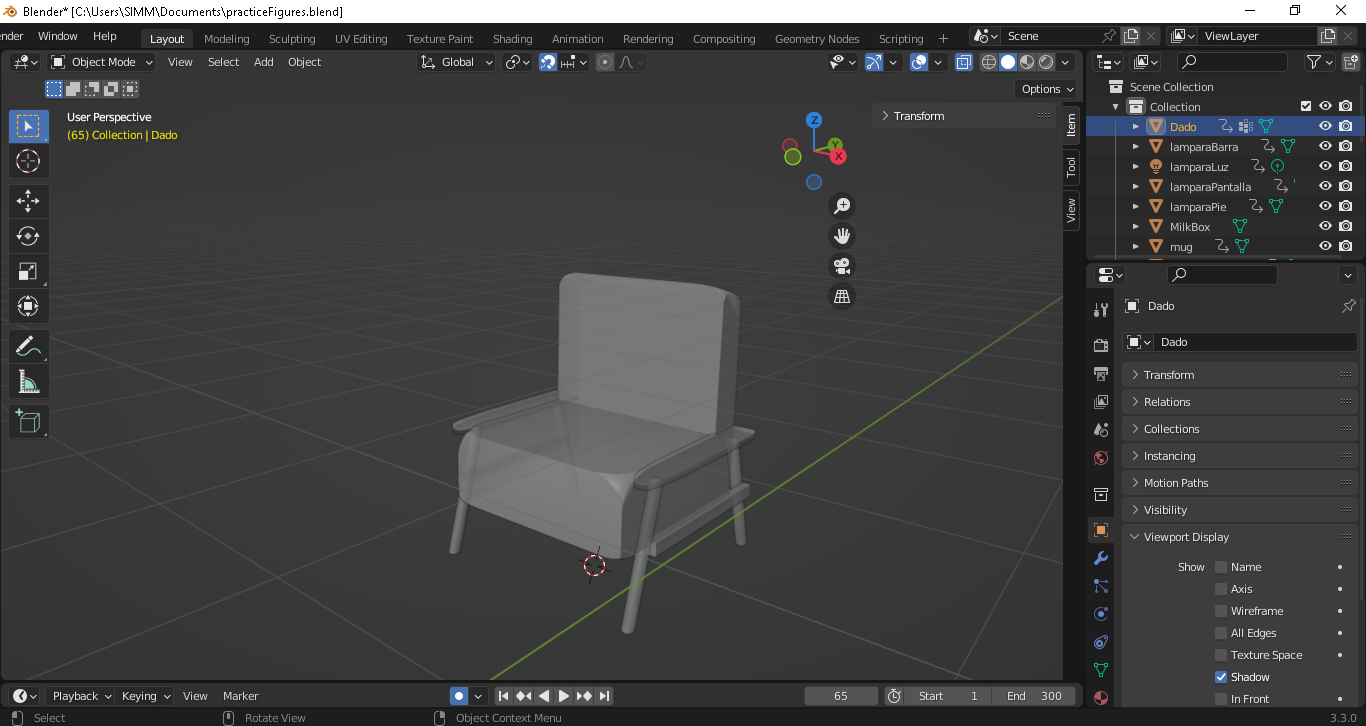 Blender* [C:\Users\SIMM\Documents\practiceFigures.blend]
nder Window Help Layout Modeling Sculpting UV Editing Texture Paint Shading Animation Rendering Compositing Geometry Nodes Scripting + Scene ViewLayer
Object Mode View Select Add Object Global
Options
User Perspective
(65) Collection | Dado
Transform
Item
Tool
View
Z
Y
X
Scene Collection
Collection
Dado
lamparaBarra
lamparaLuz
lamparaPantalla
lamparaPie
MilkBox
mug
Dado
Dado
Transform
Relations
Collections
Instancing
Motion Paths
Visibility
Viewport Display
Show Name
Axis
Wireframe
All Edges
Texture Space
Shadow
In Front
Playback Keying View Marker 65 Start 1 End 300
Select Rotate View Object Context Menu 3.3.0